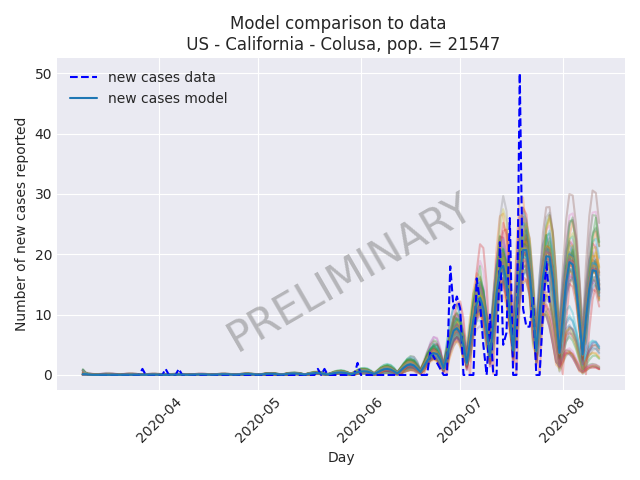 Model comparison to data
US - California - Colusa, pop. = 21547
new cases data
new cases model
PRELIMINARY
Number of new cases reported
50
40
30
20
10
0
2020-04
2020-05
2020-06
2020-07
2020-08
Day